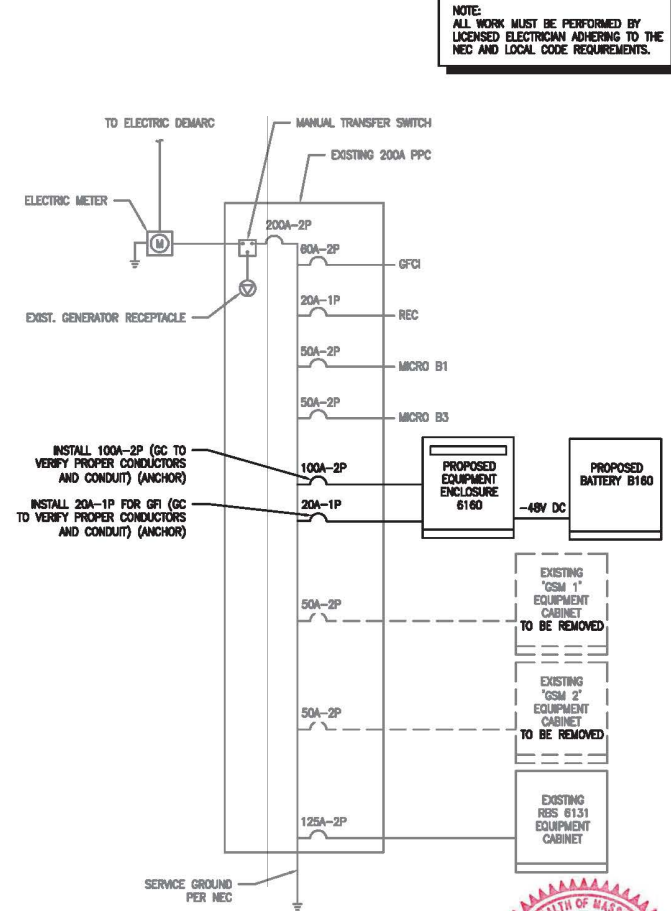 NOTE:
ALL WORK MUST BE PERFORMED BY
LICENSED ELECTRICIAN ADHERING TO THE
NEC AND LOCAL CODE REQUIREMENTS.
TO ELECTRIC DEMARC
MANUAL TRANSFER SWITCH
EXISTING 200A PPC
ELECTRIC METER
M
200A-2P
60A-2P
GFCI
EXIST. GENERATOR RECEPTACLE
20A-1P
REC
50A-2P
MICRO B1
50A-2P
MICRO B3
INSTALL 100A-2P (GC TO
VERIFY PROPER CONDUCTORS
AND CONDUIT) (ANCHOR)
100A-2P
PROPOSED
EQUIPMENT
ENCLOSURE
6160
-48V DC
PROPOSED
BATTERY B160
INSTALL 20A-1P FOR GFI (GC
TO VERIFY PROPER CONDUCTORS
AND CONDUIT) (ANCHOR)
20A-1P
50A-2P
EXISTING
"GSM 1"
EQUIPMENT
CABINET
TO BE REMOVED
50A-2P
EXISTING
"GSM 2"
EQUIPMENT
CABINET
TO BE REMOVED
125A-2P
EXISTING
RBS 6131
EQUIPMENT
CABINET
SERVICE GROUND
PER NEC
OF MASS